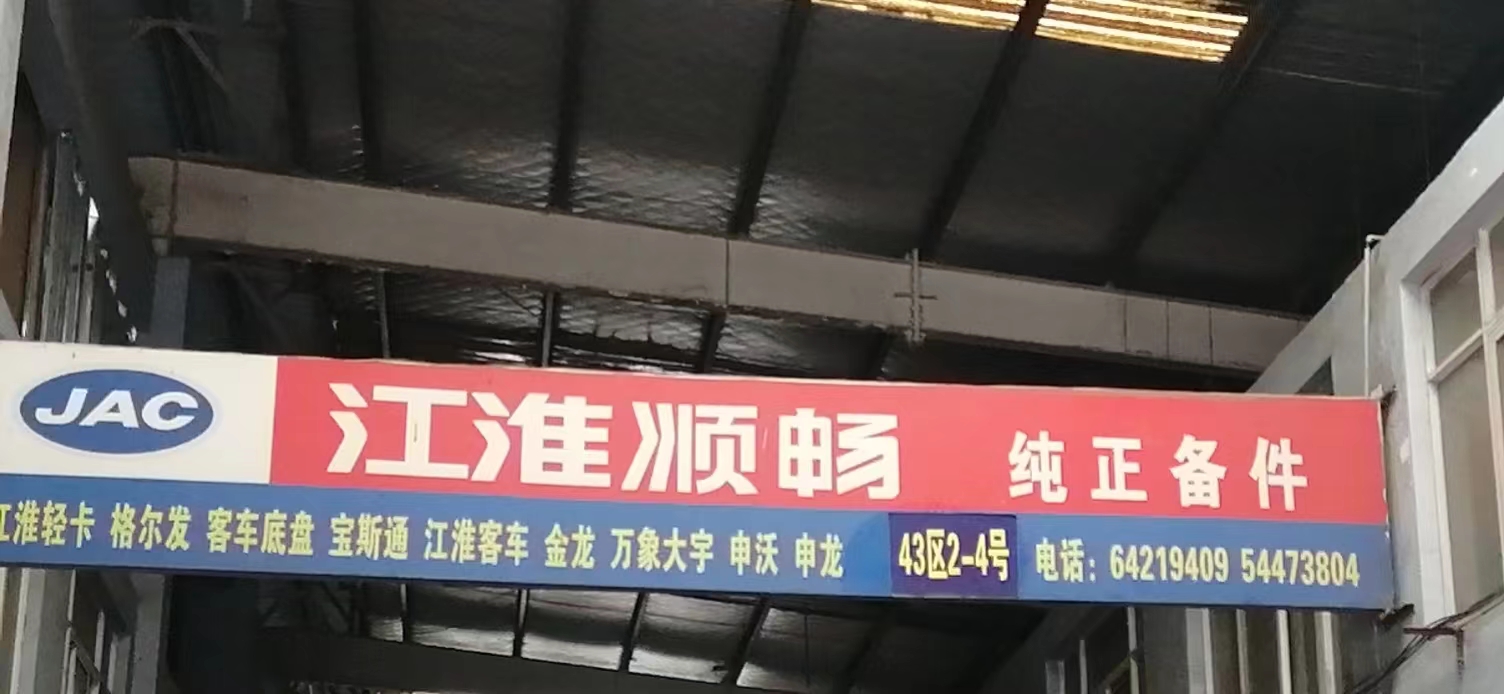 JAC 江淮顺畅 纯正备件
江淮轻卡 格尔发 客车底盘 宝斯通 江淮客车 金龙 万象大宇 申沃 申龙 43区2-4号 电话：64219409 54473804